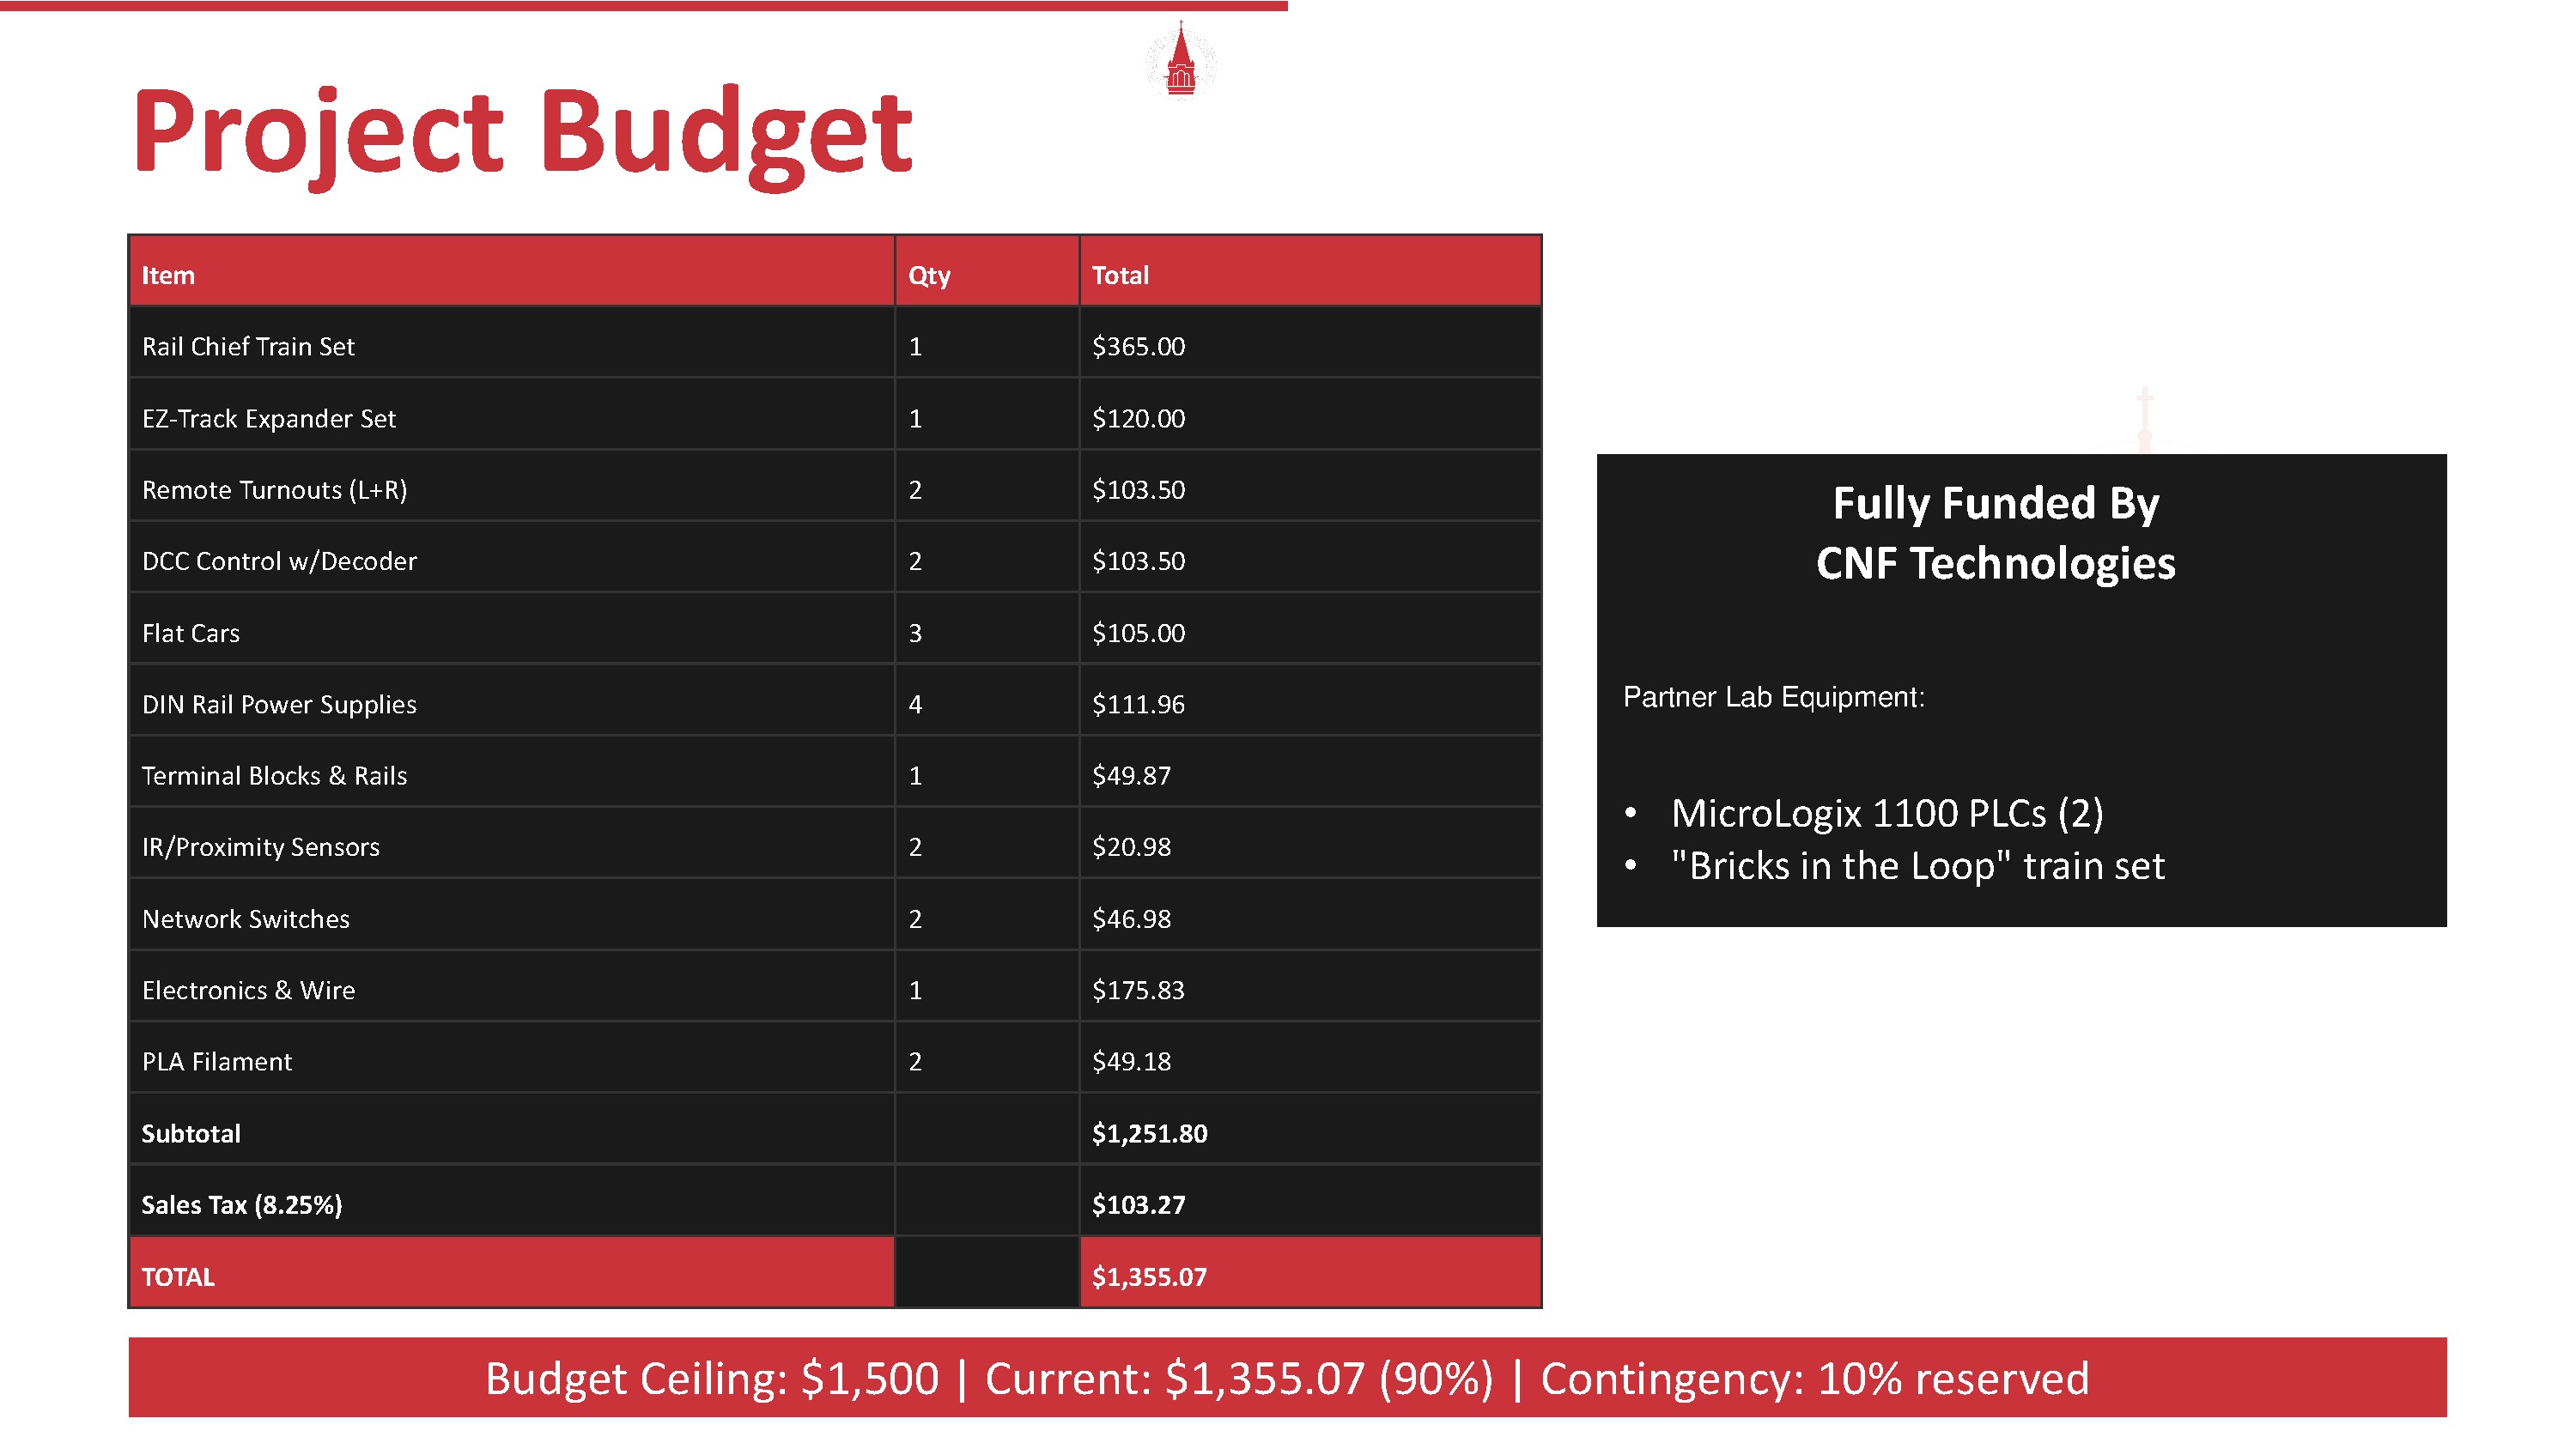 Project Budget
Item Qty Total
Rail Chief Train Set 1 $365.00
EZ-Track Expander Set 1 $120.00
Remote Turnouts (L+R) 2 $103.50
DCC Control w/Decoder 2 $103.50
Flat Cars 3 $105.00
DIN Rail Power Supplies 4 $111.96
Terminal Blocks & Rails 1 $49.87
IR/Proximity Sensors 2 $20.98
Network Switches 2 $46.98
Electronics & Wire 1 $175.83
PLA Filament 2 $49.18
Subtotal $1,251.80
Sales Tax (8.25%) $103.27
TOTAL $1,355.07
Fully Funded By
CNF Technologies
Partner Lab Equipment:
• MicroLogix 1100 PLCs (2)
• "Bricks in the Loop" train set
Budget Ceiling: $1,500 | Current: $1,355.07 (90%) | Contingency: 10% reserved